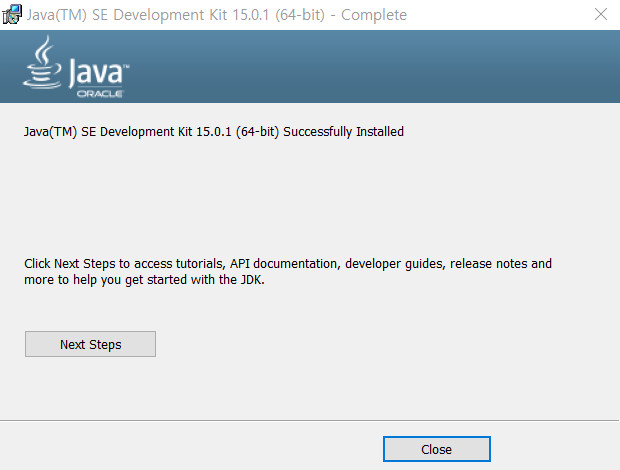 Java(TM) SE Development Kit 15.0.1 (64-bit) - Complete
Java™
ORACLE
Java(TM) SE Development Kit 15.0.1 (64-bit) Successfully Installed
Click Next Steps to access tutorials, API documentation, developer guides, release notes and
more to help you get started with the JDK.
Next Steps
Close